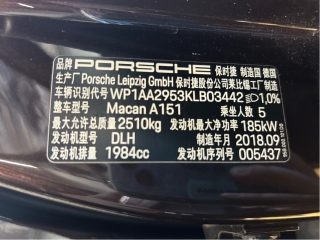 品牌 PORSCHE 保时捷 制造国 德国
生产厂 Porsche Leipzig GmbH 保时捷股份公司莱比锡工厂制造
车辆识别代号 WP1AA2953KLB03442 1,0%
整车型号 Macan A151 乘坐人数 5
最大允许总质量 2510kg 发动机最大净功率 185kW
发动机型号 DLH 制造年月 2018.09
发动机排量 1984cc 发运序列号 005437